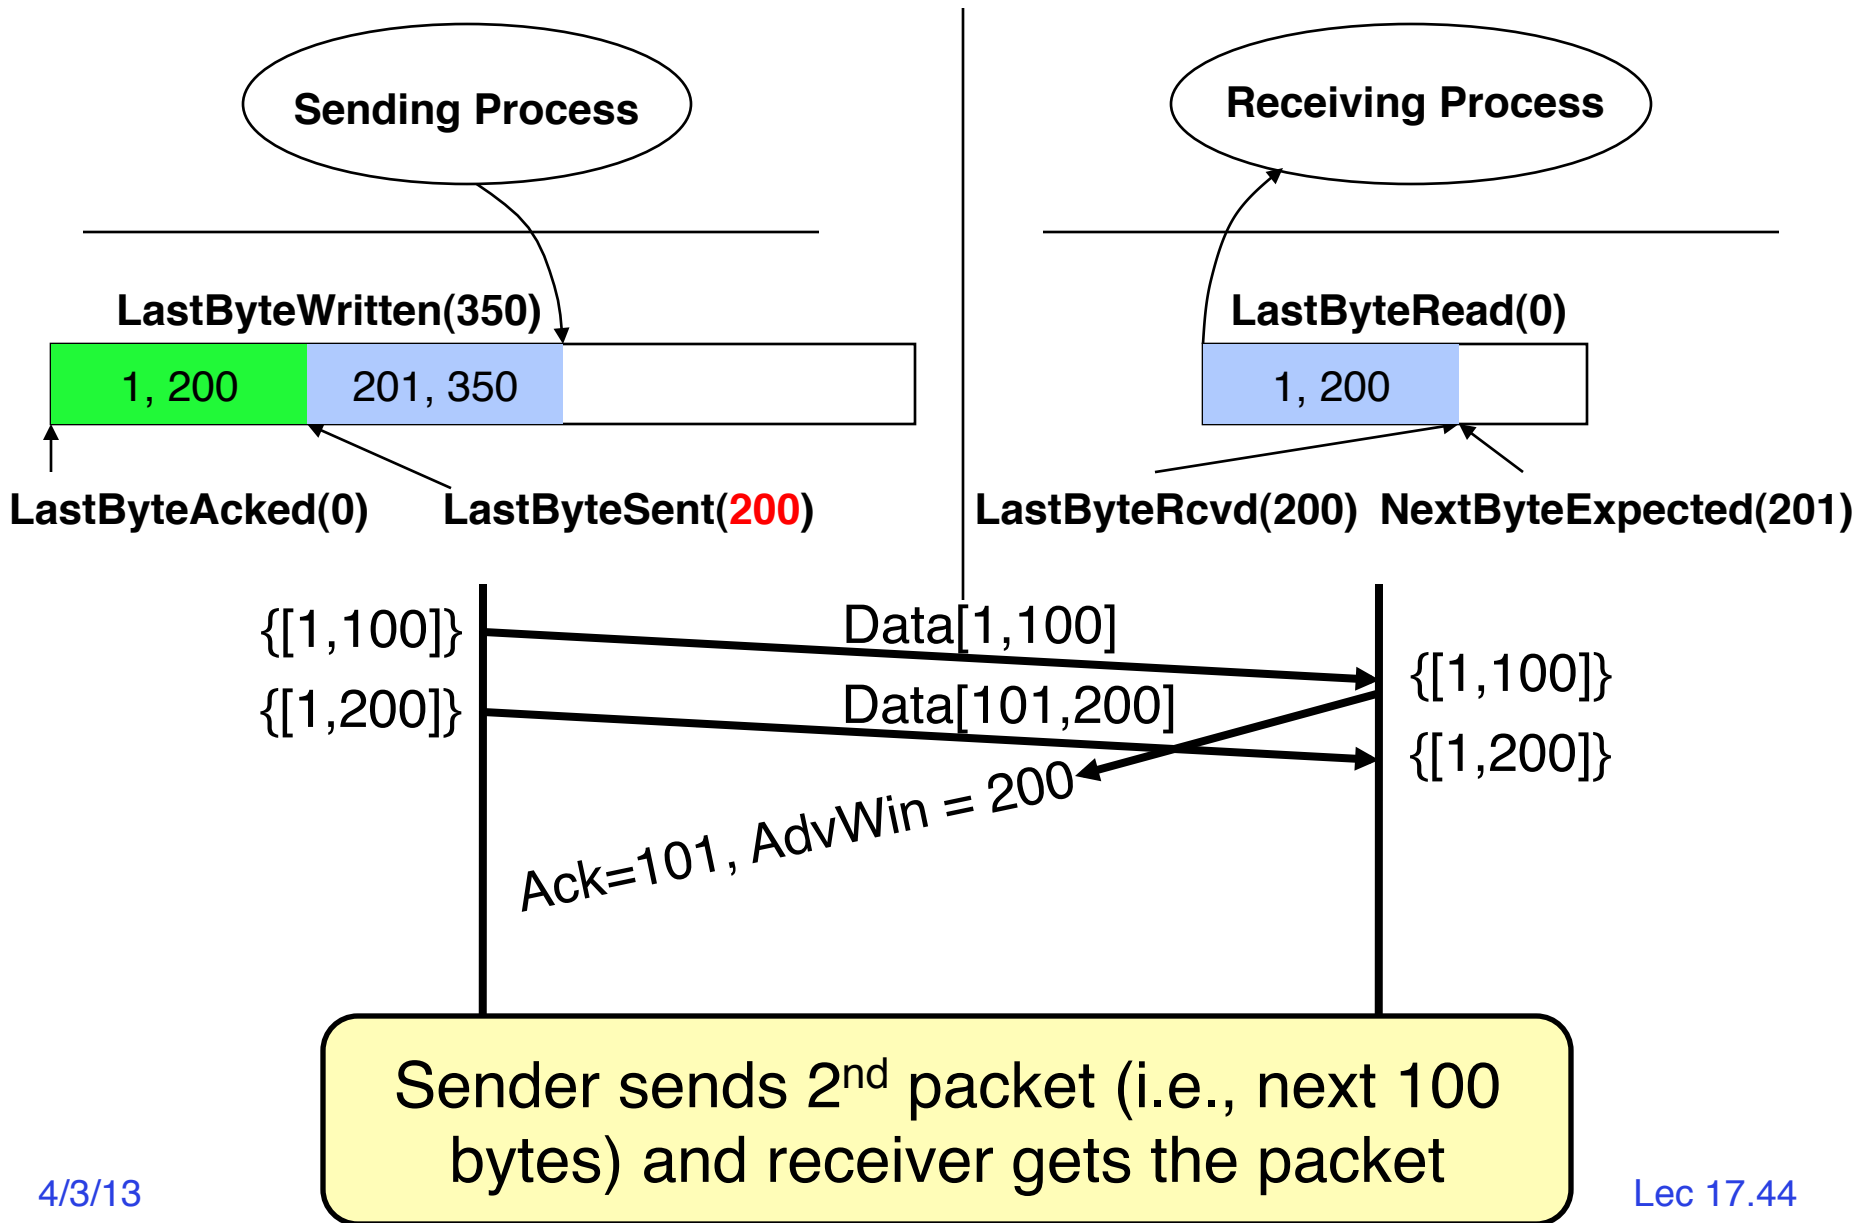 Sending Process
Receiving Process
LastByteWritten(350)
LastByteRead(0)
1, 200
201, 350
1, 200
LastByteAcked(0)
LastByteSent(200)
LastByteRcvd(200)
NextByteExpected(201)
{[1,100]}
Data[1,100]
{[1,100]}
{[1,200]}
Data[101,200]
{[1,200]}
Ack=101, AdvWin = 200
Sender sends 2nd packet (i.e., next 100
bytes) and receiver gets the packet
4/3/13
Lec 17.44